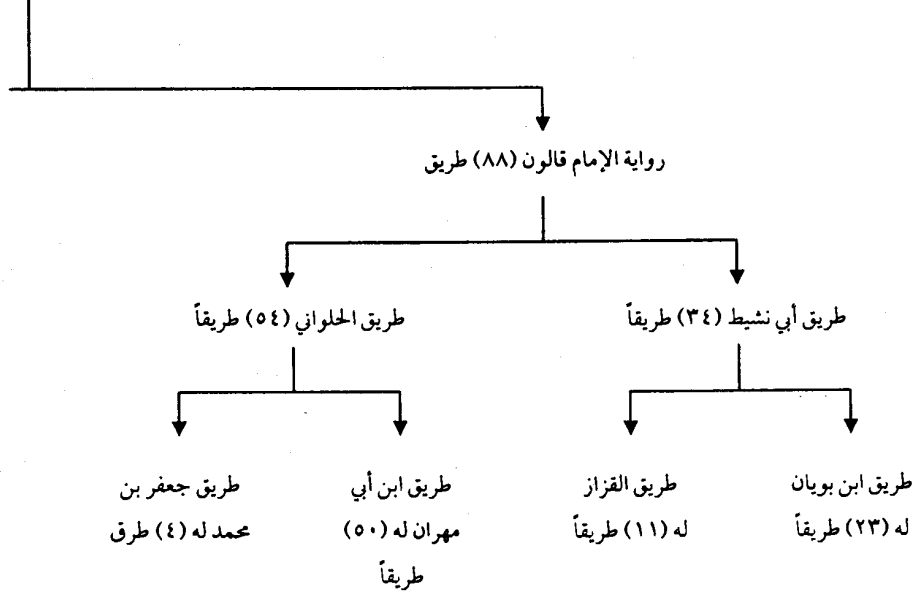 رواية الإمام قالون (٨٨) طريق
طريق أبي نشيط (٣٤) طريقاً
طريق الحلواني (٥٤) طريقاً
طريق ابن بويان
له (٢٣) طريقاً
طريق القزاز
له (١١) طريقاً
طريق ابن أبي
مهران له (٥٠)
طريقاً
طريق جعفر بن
محمد له (٤) طرق